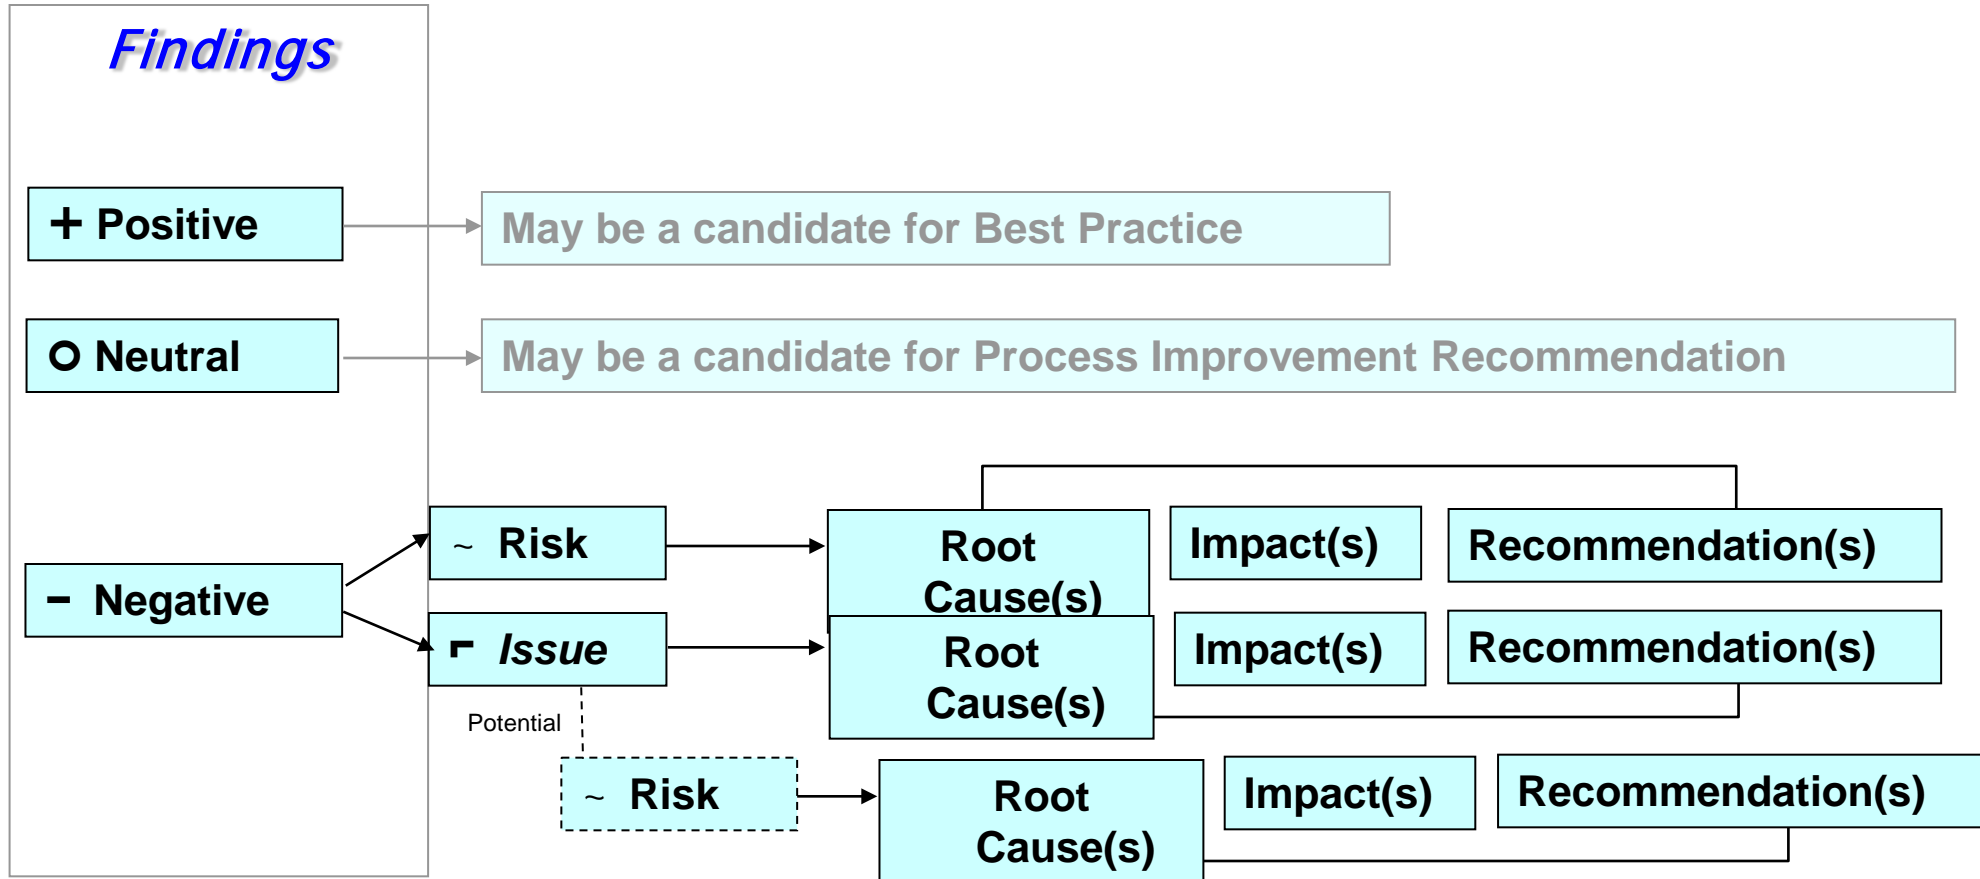 Findings
+ Positive
May be a candidate for Best Practice
O Neutral
May be a candidate for Process Improvement Recommendation
~ Risk
Root
Cause(s)
Impact(s)
Recommendation(s)
- Negative
⌐ Issue
Root
Cause(s)
Impact(s)
Recommendation(s)
Potential
~ Risk
Root
Cause(s)
Impact(s)
Recommendation(s)